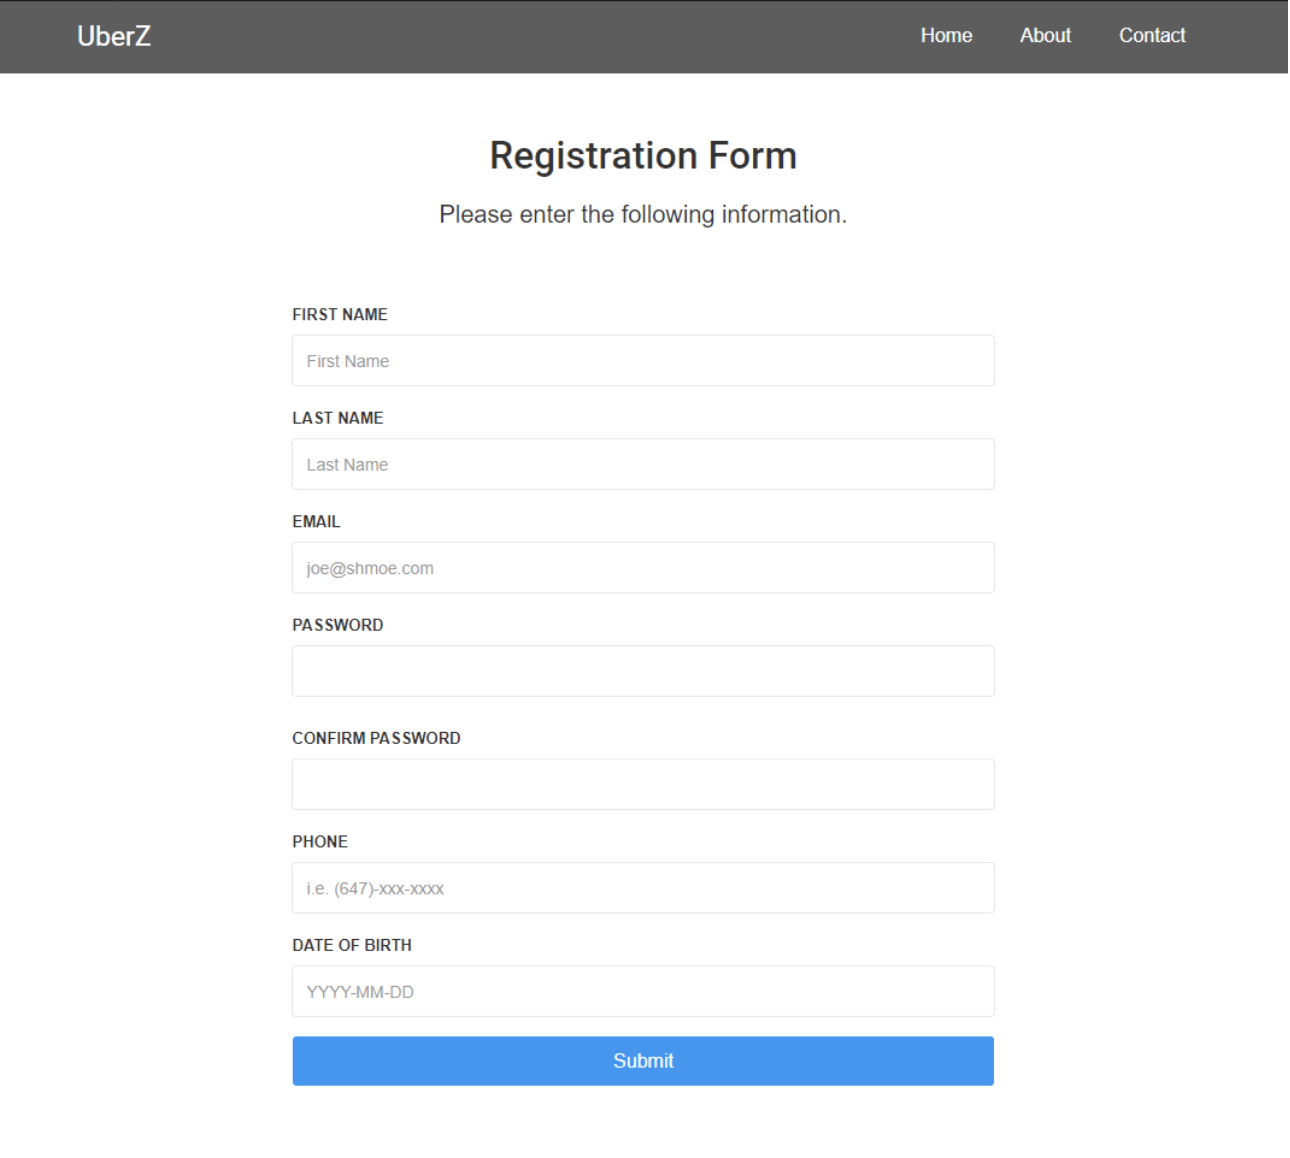 UberZ
Home About Contact
Registration Form
Please enter the following information.
FIRST NAME
First Name
LAST NAME
Last Name
EMAIL
joe@shmoe.com
PASSWORD
CONFIRM PASSWORD
PHONE
i.e. (647)-xxx-xxxx
DATE OF BIRTH
YYYY-MM-DD
Submit